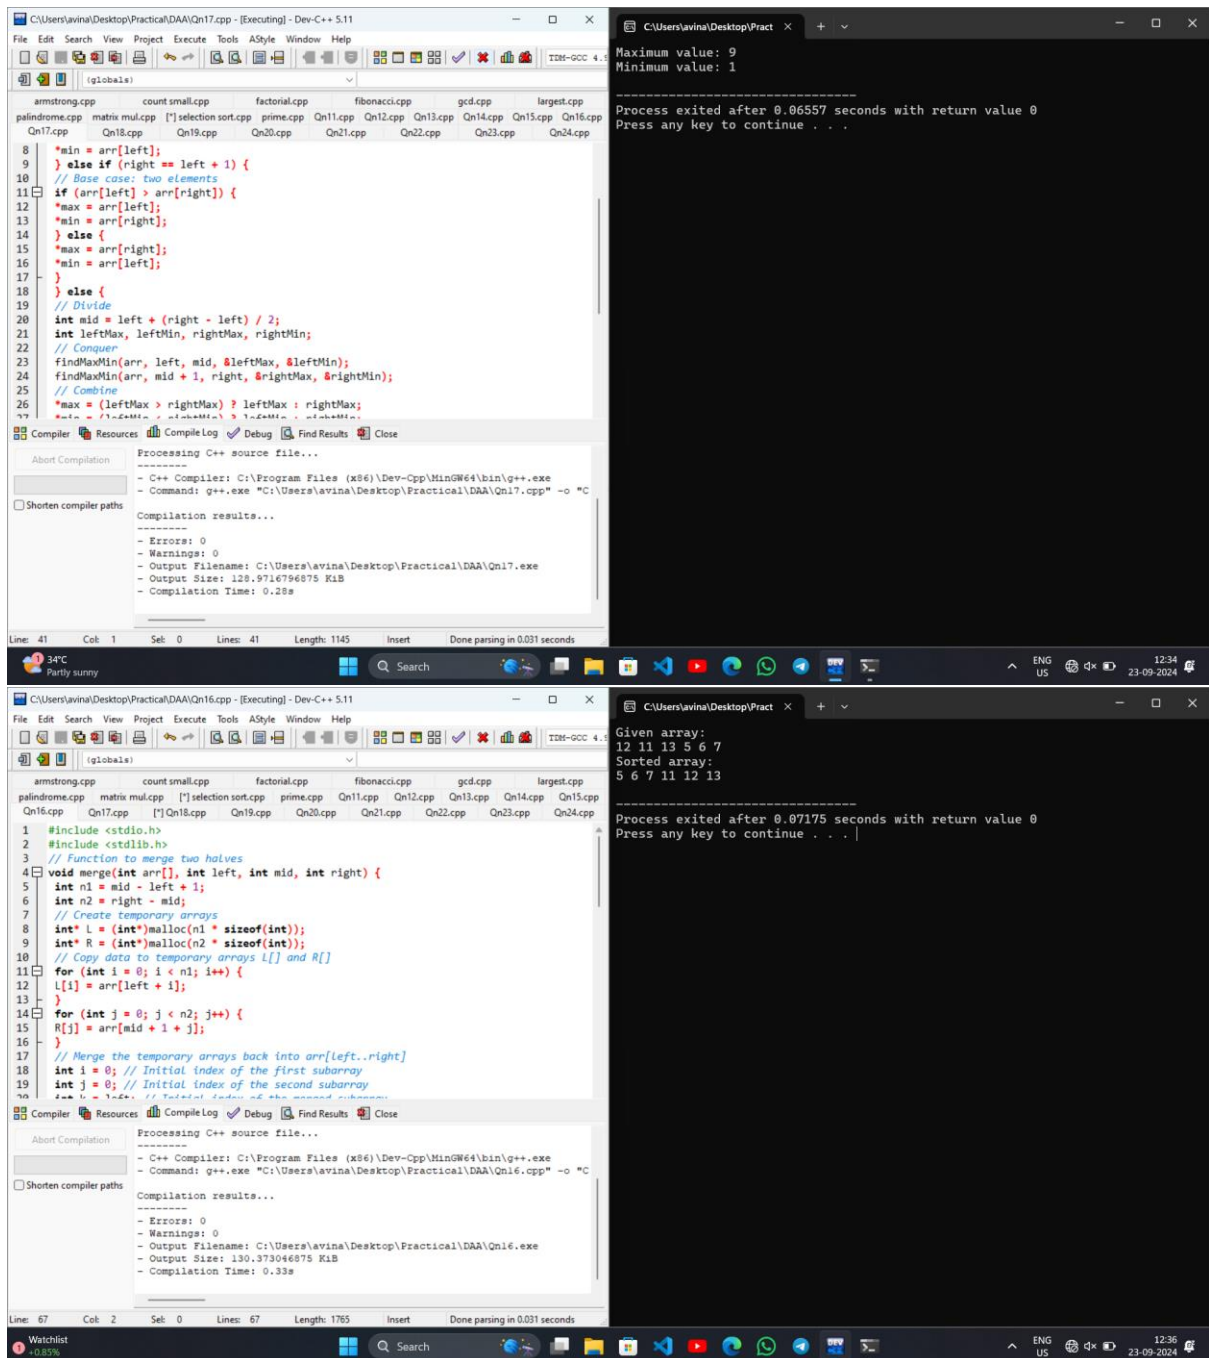 C:\Users\avina\Desktop\Practical\DAA\Qn17.cpp - [Executing] - Dev-C++ 5.11
File Edit Search View Project Execute Tools AStyle Window Help
TDM-GCC 4.9
(globals)
armstrong.cpp count small.cpp factorial.cpp fibonacci.cpp gcd.cpp largest.cpp
palindrome.cpp matrix mul.cpp [*] selection sort.cpp prime.cpp Qn11.cpp Qn12.cpp Qn13.cpp Qn14.cpp Qn15.cpp Qn16.cpp
Qn17.cpp Qn18.cpp Qn19.cpp Qn20.cpp Qn21.cpp Qn22.cpp Qn23.cpp Qn24.cpp
8 *min = arr[left];
9 } else if (right == left + 1) {
10 // Base case: two elements
11 if (arr[left] > arr[right]) {
12 *max = arr[left];
13 *min = arr[right];
14 } else {
15 *max = arr[right];
16 *min = arr[left];
17 }
18 } else {
19 // Divide
20 int mid = left + (right - left) / 2;
21 int leftMax, leftMin, rightMax, rightMin;
22 // Conquer
23 findMaxMin(arr, left, mid, &leftMax, &leftMin);
24 findMaxMin(arr, mid + 1, right, &rightMax, &rightMin);
25 // Combine
26 *max = (leftMax > rightMax) ? leftMax : rightMax;
27 *min = (leftMin < rightMin) ? leftMin : rightMin;
Compiler Resources Compile Log Debug Find Results Close
Abort Compilation
Shorten compiler paths
Processing C++ source file...
--------
- C++ Compiler: C:\Program Files (x86)\Dev-Cpp\MinGW64\bin\g++.exe
- Command: g++.exe "C:\Users\avina\Desktop\Practical\DAA\Qn17.cpp" -o "C
Compilation results...
--------
- Errors: 0
- Warnings: 0
- Output Filename: C:\Users\avina\Desktop\Practical\DAA\Qn17.exe
- Output Size: 128.9716796875 KiB
- Compilation Time: 0.28s
Line: 41 Col: 1 Sel: 0 Lines: 41 Length: 1145 Insert Done parsing in 0.031 seconds
C:\Users\avina\Desktop\Pract
Maximum value: 9
Minimum value: 1
--------------------------------
Process exited after 0.06557 seconds with return value 0
Press any key to continue . . .
1
34°C
Partly sunny
Search
DEV
ENG
US
12:34
23-09-2024
C:\Users\avina\Desktop\Practical\DAA\Qn16.cpp - [Executing] - Dev-C++ 5.11
File Edit Search View Project Execute Tools AStyle Window Help
TDM-GCC 4.9
(globals)
armstrong.cpp count small.cpp factorial.cpp fibonacci.cpp gcd.cpp largest.cpp
palindrome.cpp matrix mul.cpp [*] selection sort.cpp prime.cpp Qn11.cpp Qn12.cpp Qn13.cpp Qn14.cpp Qn15.cpp
Qn16.cpp Qn17.cpp [*] Qn18.cpp Qn19.cpp Qn20.cpp Qn21.cpp Qn22.cpp Qn23.cpp Qn24.cpp
1 #include <stdio.h>
2 #include <stdlib.h>
3 // Function to merge two halves
4 void merge(int arr[], int left, int mid, int right) {
5 int n1 = mid - left + 1;
6 int n2 = right - mid;
7 // Create temporary arrays
8 int* L = (int*)malloc(n1 * sizeof(int));
9 int* R = (int*)malloc(n2 * sizeof(int));
10 // Copy data to temporary arrays L[] and R[]
11 for (int i = 0; i < n1; i++) {
12 L[i] = arr[left + i];
13 }
14 for (int j = 0; j < n2; j++) {
15 R[j] = arr[mid + 1 + j];
16 }
17 // Merge the temporary arrays back into arr[left..right]
18 int i = 0; // Initial index of the first subarray
19 int j = 0; // Initial index of the second subarray
20 int k = left; // Initial index of the merged subarray
Compiler Resources Compile Log Debug Find Results Close
Abort Compilation
Shorten compiler paths
Processing C++ source file...
--------
- C++ Compiler: C:\Program Files (x86)\Dev-Cpp\MinGW64\bin\g++.exe
- Command: g++.exe "C:\Users\avina\Desktop\Practical\DAA\Qn16.cpp" -o "C
Compilation results...
--------
- Errors: 0
- Warnings: 0
- Output Filename: C:\Users\avina\Desktop\Practical\DAA\Qn16.exe
- Output Size: 130.373046875 KiB
- Compilation Time: 0.33s
Line: 67 Col: 2 Sel: 0 Lines: 67 Length: 1765 Insert Done parsing in 0.031 seconds
C:\Users\avina\Desktop\Pract
Given array:
12 11 13 5 6 7
Sorted array:
5 6 7 11 12 13
--------------------------------
Process exited after 0.07175 seconds with return value 0
Press any key to continue . . .
1
Watchlist
+0.85%
Search
DEV
ENG
US
12:36
23-09-2024